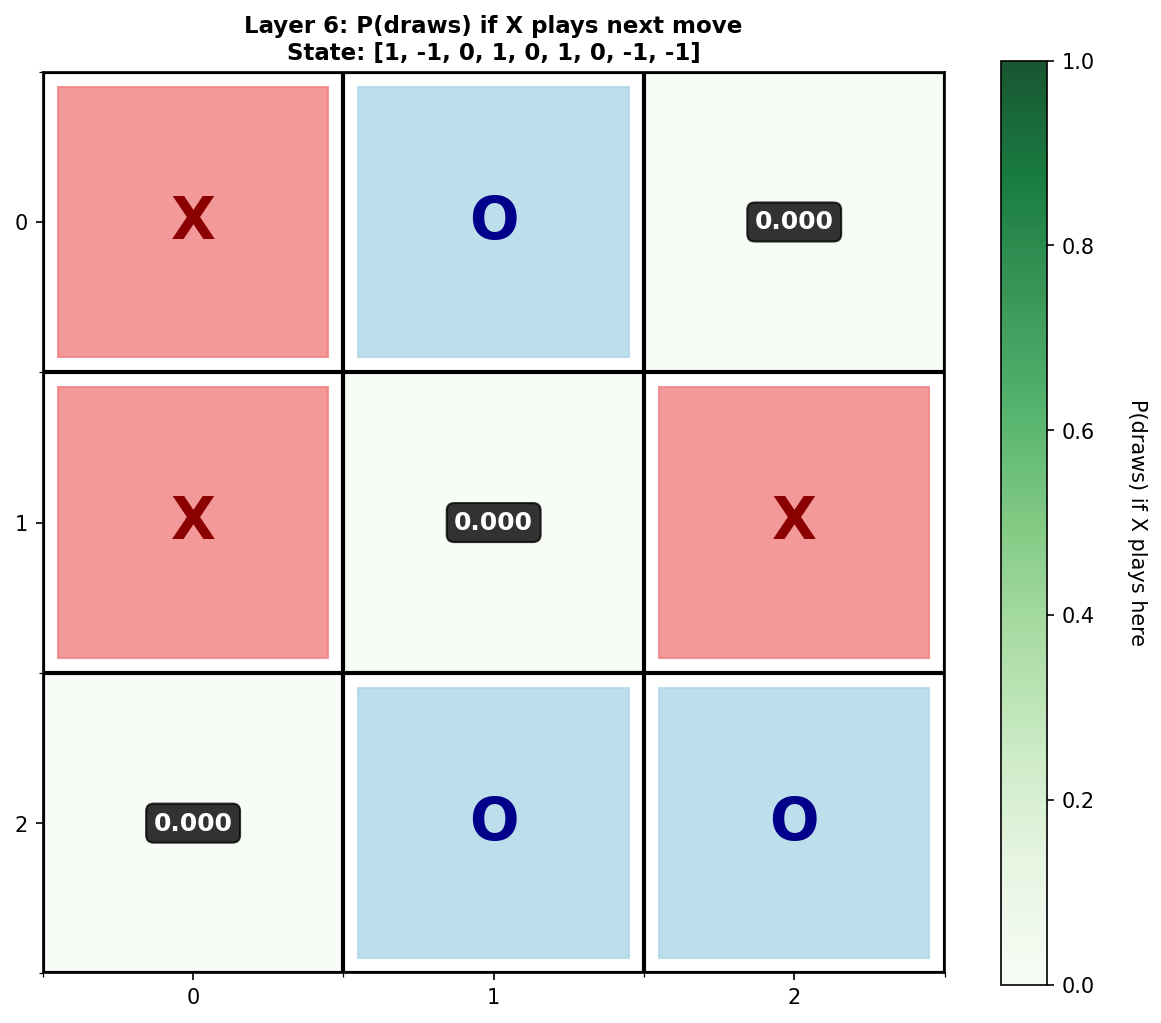 Layer 6: P(draws) if X plays next move
State: [1, -1, 0, 1, 0, 1, 0, -1, -1]
1.0
0.8
0.6
0.4
0.2
0.0
P(draws) if X plays here
0
X
O
0.000
1
X
0.000
X
2
0.000
O
O
0
1
2